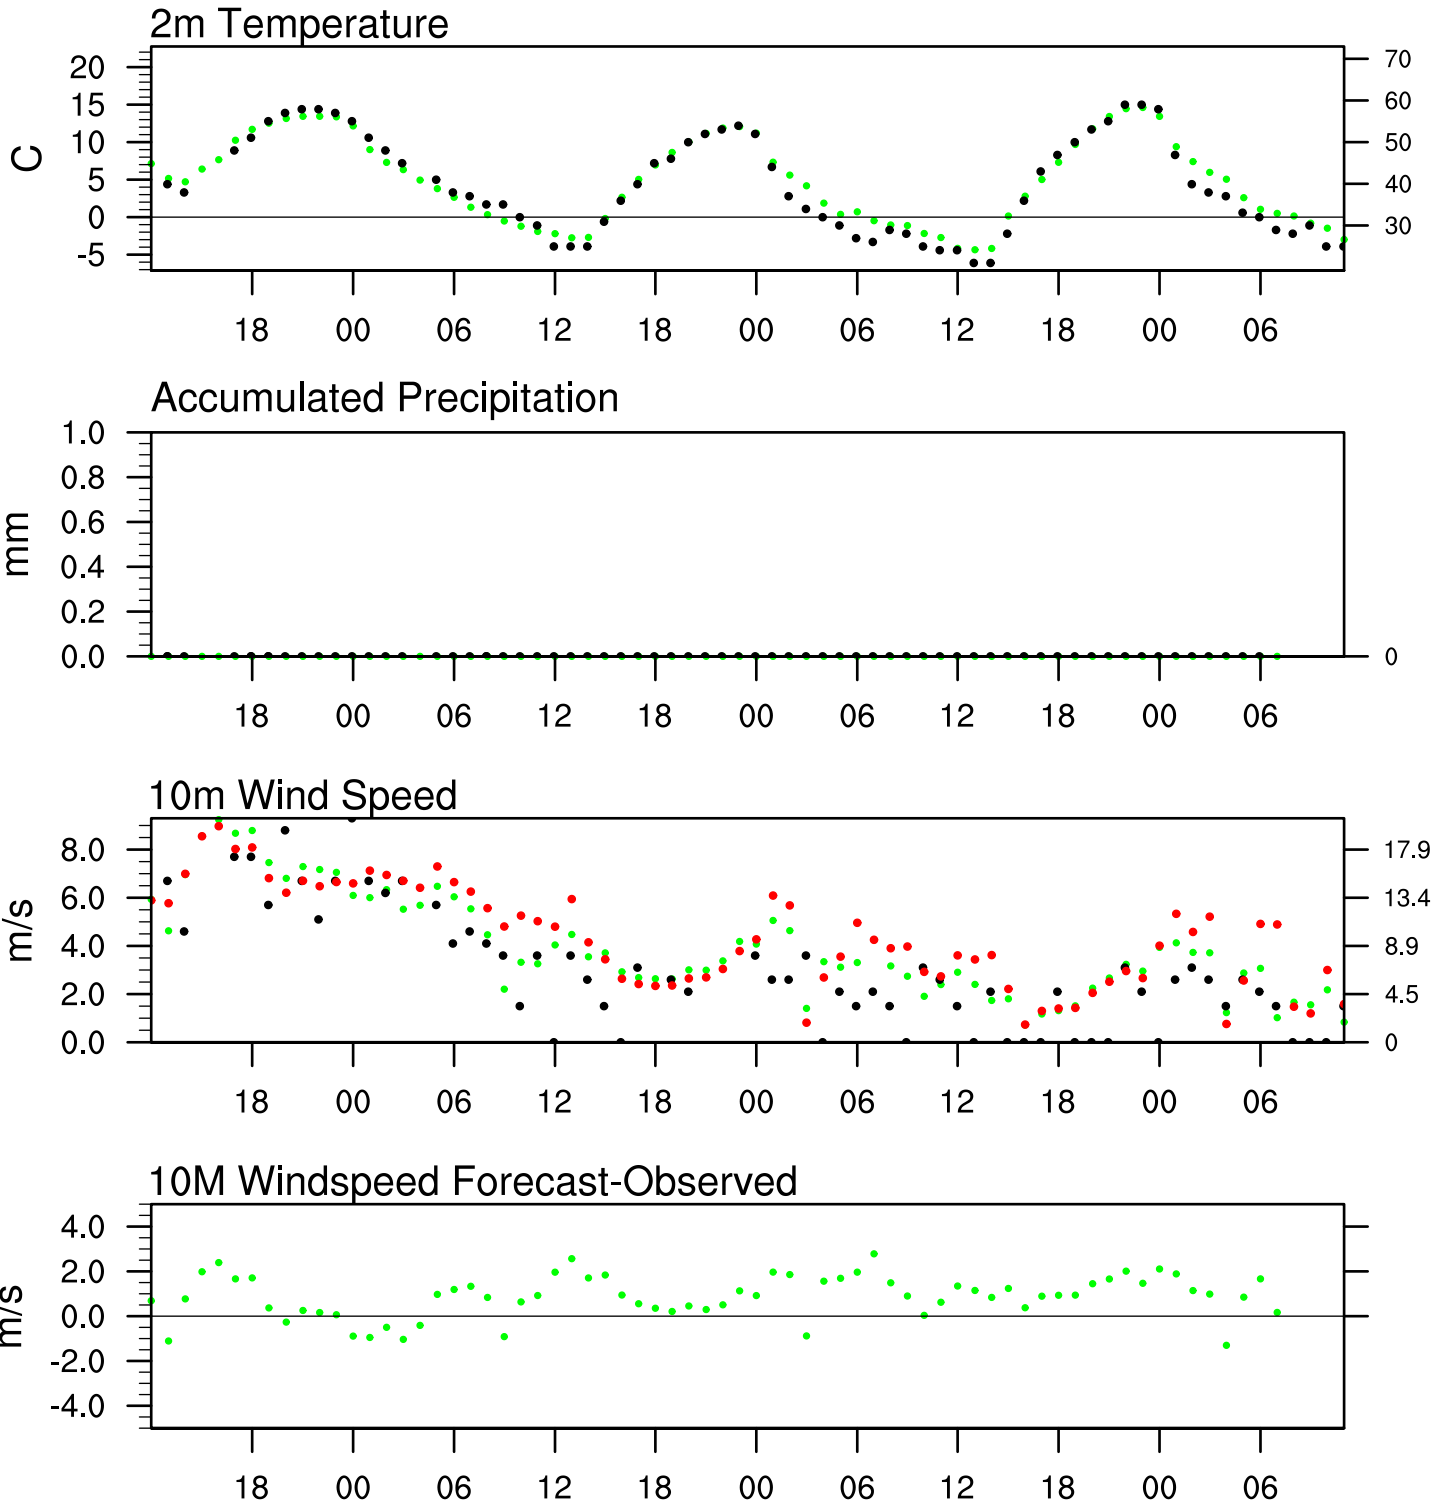 2m Temperature
20 70
15 60
10 50
5 40
0 30
-5
C
18 00 06 12 18 00 06 12 18 00 06
Accumulated Precipitation
1.0
0.8
0.6
0.4
0.2
0.0 0
mm
18 00 06 12 18 00 06 12 18 00 06
10m Wind Speed
8.0 17.9
6.0 13.4
4.0 8.9
2.0 4.5
0.0 0
m/s
18 00 06 12 18 00 06 12 18 00 06
10M Windspeed Forecast-Observed
4.0
2.0
0.0
-2.0
-4.0
m/s
18 00 06 12 18 00 06 12 18 00 06